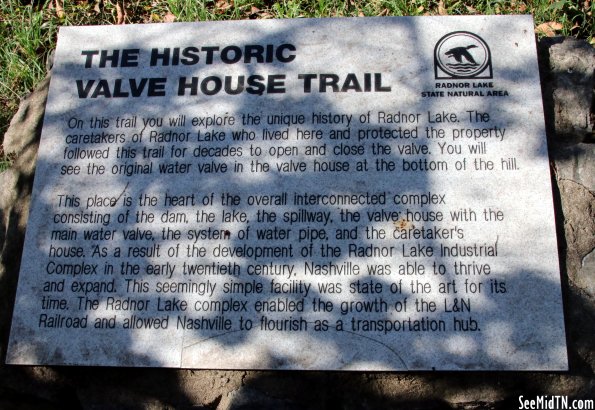 THE HISTORIC
VALVE HOUSE TRAIL
RADNOR LAKE
STATE NATURAL AREA
On this trail you will explore the unique history of Radnor Lake. The
caretakers of Radnor Lake who lived here and protected the property
followed this trail for decades to open and close the valve. You will
see the original water valve in the valve house at the bottom of the hill.
This place is the heart of the overall interconnected complex
consisting of the dam, the lake, the spillway, the valve house with the
main water valve, the system of water pipe, and the caretaker's
house. As a result of the development of the Radnor Lake Industrial
Complex in the early twentieth century, Nashville was able to thrive
and expand. This seemingly simple facility was state of the art for its
time. The Radnor Lake complex enabled the growth of the L&N
Railroad and allowed Nashville to flourish as a transportation hub.
SeeMidTN.com